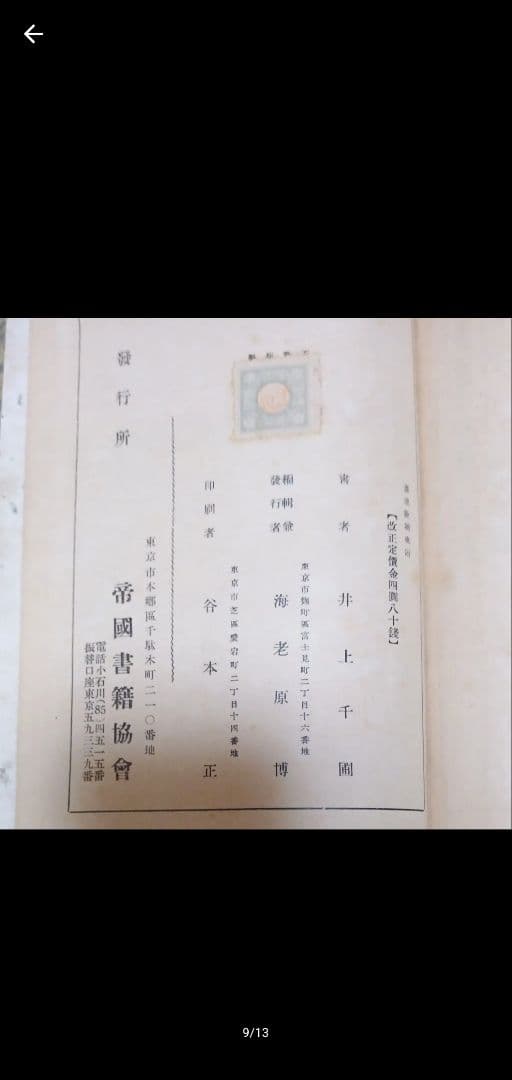 【改正定價金四圓八十錢】
著者 井上千圃
東京市麹町區富士見町二丁目十六番地
編輯兼
發行者 海老原博
東京市芝區愛宕町二丁目十四番地
印刷者 谷本正
東京市本鄕區千駄木町二一〇番地
發行所 帝國書籍協會
電話小石川(85)四五一五番
振替口座東京五九三三九番
9/13